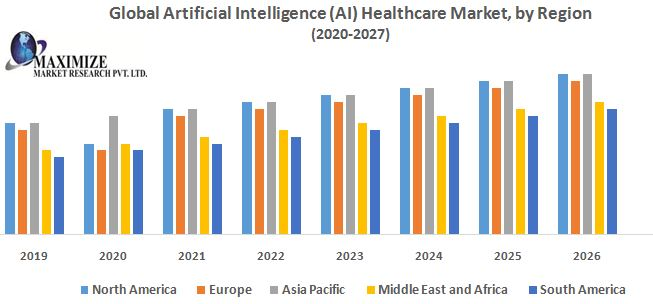 Global Artificial Intelligence (AI) Healthcare Market, by Region
(2020-2027)
MAXIMIZE
MARKET RESEARCH PVT. LTD.
2019 2020 2021 2022 2023 2024 2025 2026
North America Europe Asia Pacific Middle East and Africa South America